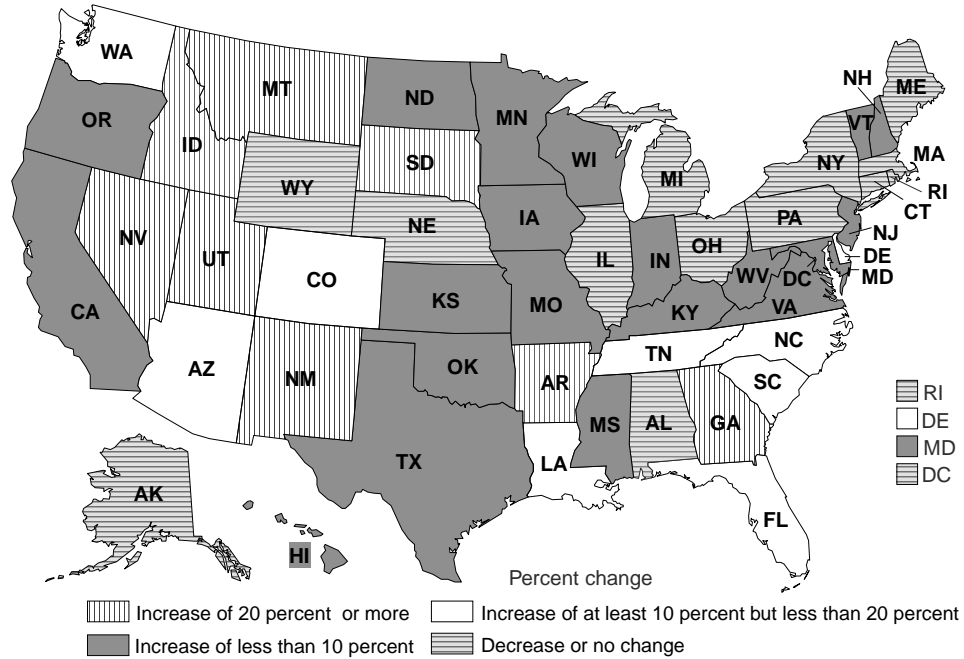 WA
MT
ND
MN
NH
ME
OR
ID
SD
WI
VT
NY
MA
WY
MI
RI
CT
NE
IA
PA
NJ
NV
UT
CO
IL
IN
OH
DE
MD
WV
DC
CA
KS
MO
KY
VA
AZ
NM
OK
AR
TN
NC
SC
MS
AL
GA
RI
DE
MD
DC
TX
LA
FL
AK
HI
Percent change
Increase of 20 percent or more
Increase of at least 10 percent but less than 20 percent
Increase of less than 10 percent
Decrease or no change